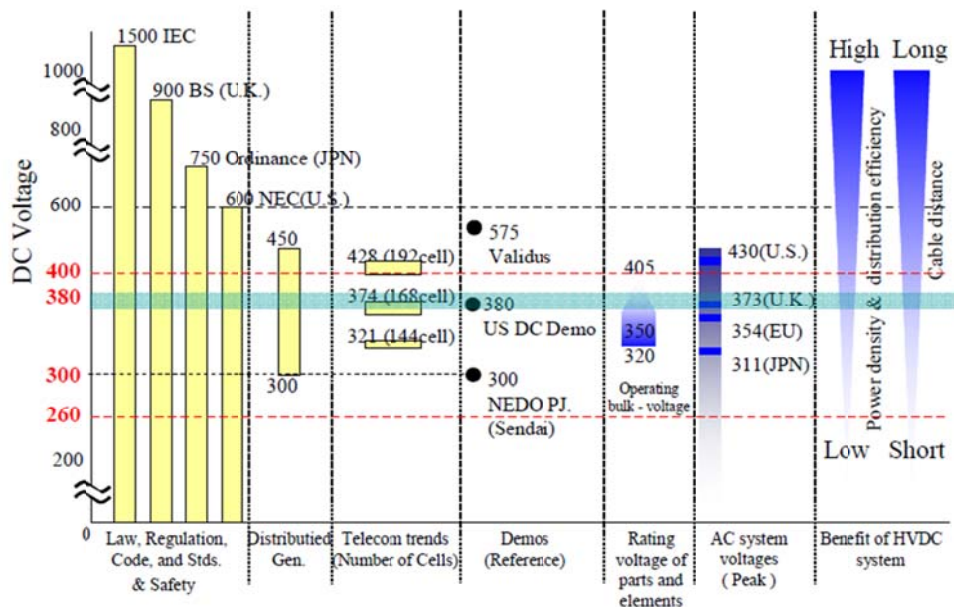 DC Voltage
1000
800
600
400
380
300
260
200
0
1500 IEC
900 BS (U.K.)
750 Ordinance (JPN)
600 NEC(U.S.)
450
300
428 (192cell)
374 (168cell)
321 (144cell)
575
Validus
380
US DC Demo
300
NEDO PJ.
(Sendai)
405
350
320
Operating
bulk - voltage
430(U.S.)
373(U.K.)
354(EU)
311(JPN)
High
Long
Power density & distribution efficiency
Cable distance
Low
Short
Law, Regulation,
Code, and Stds.
& Safety
Distributied
Gen.
Telecom trends
(Number of Cells)
Demos
(Reference)
Rating
voltage of
parts and
elements
AC system
voltages
( Peak )
Benefit of HVDC
system